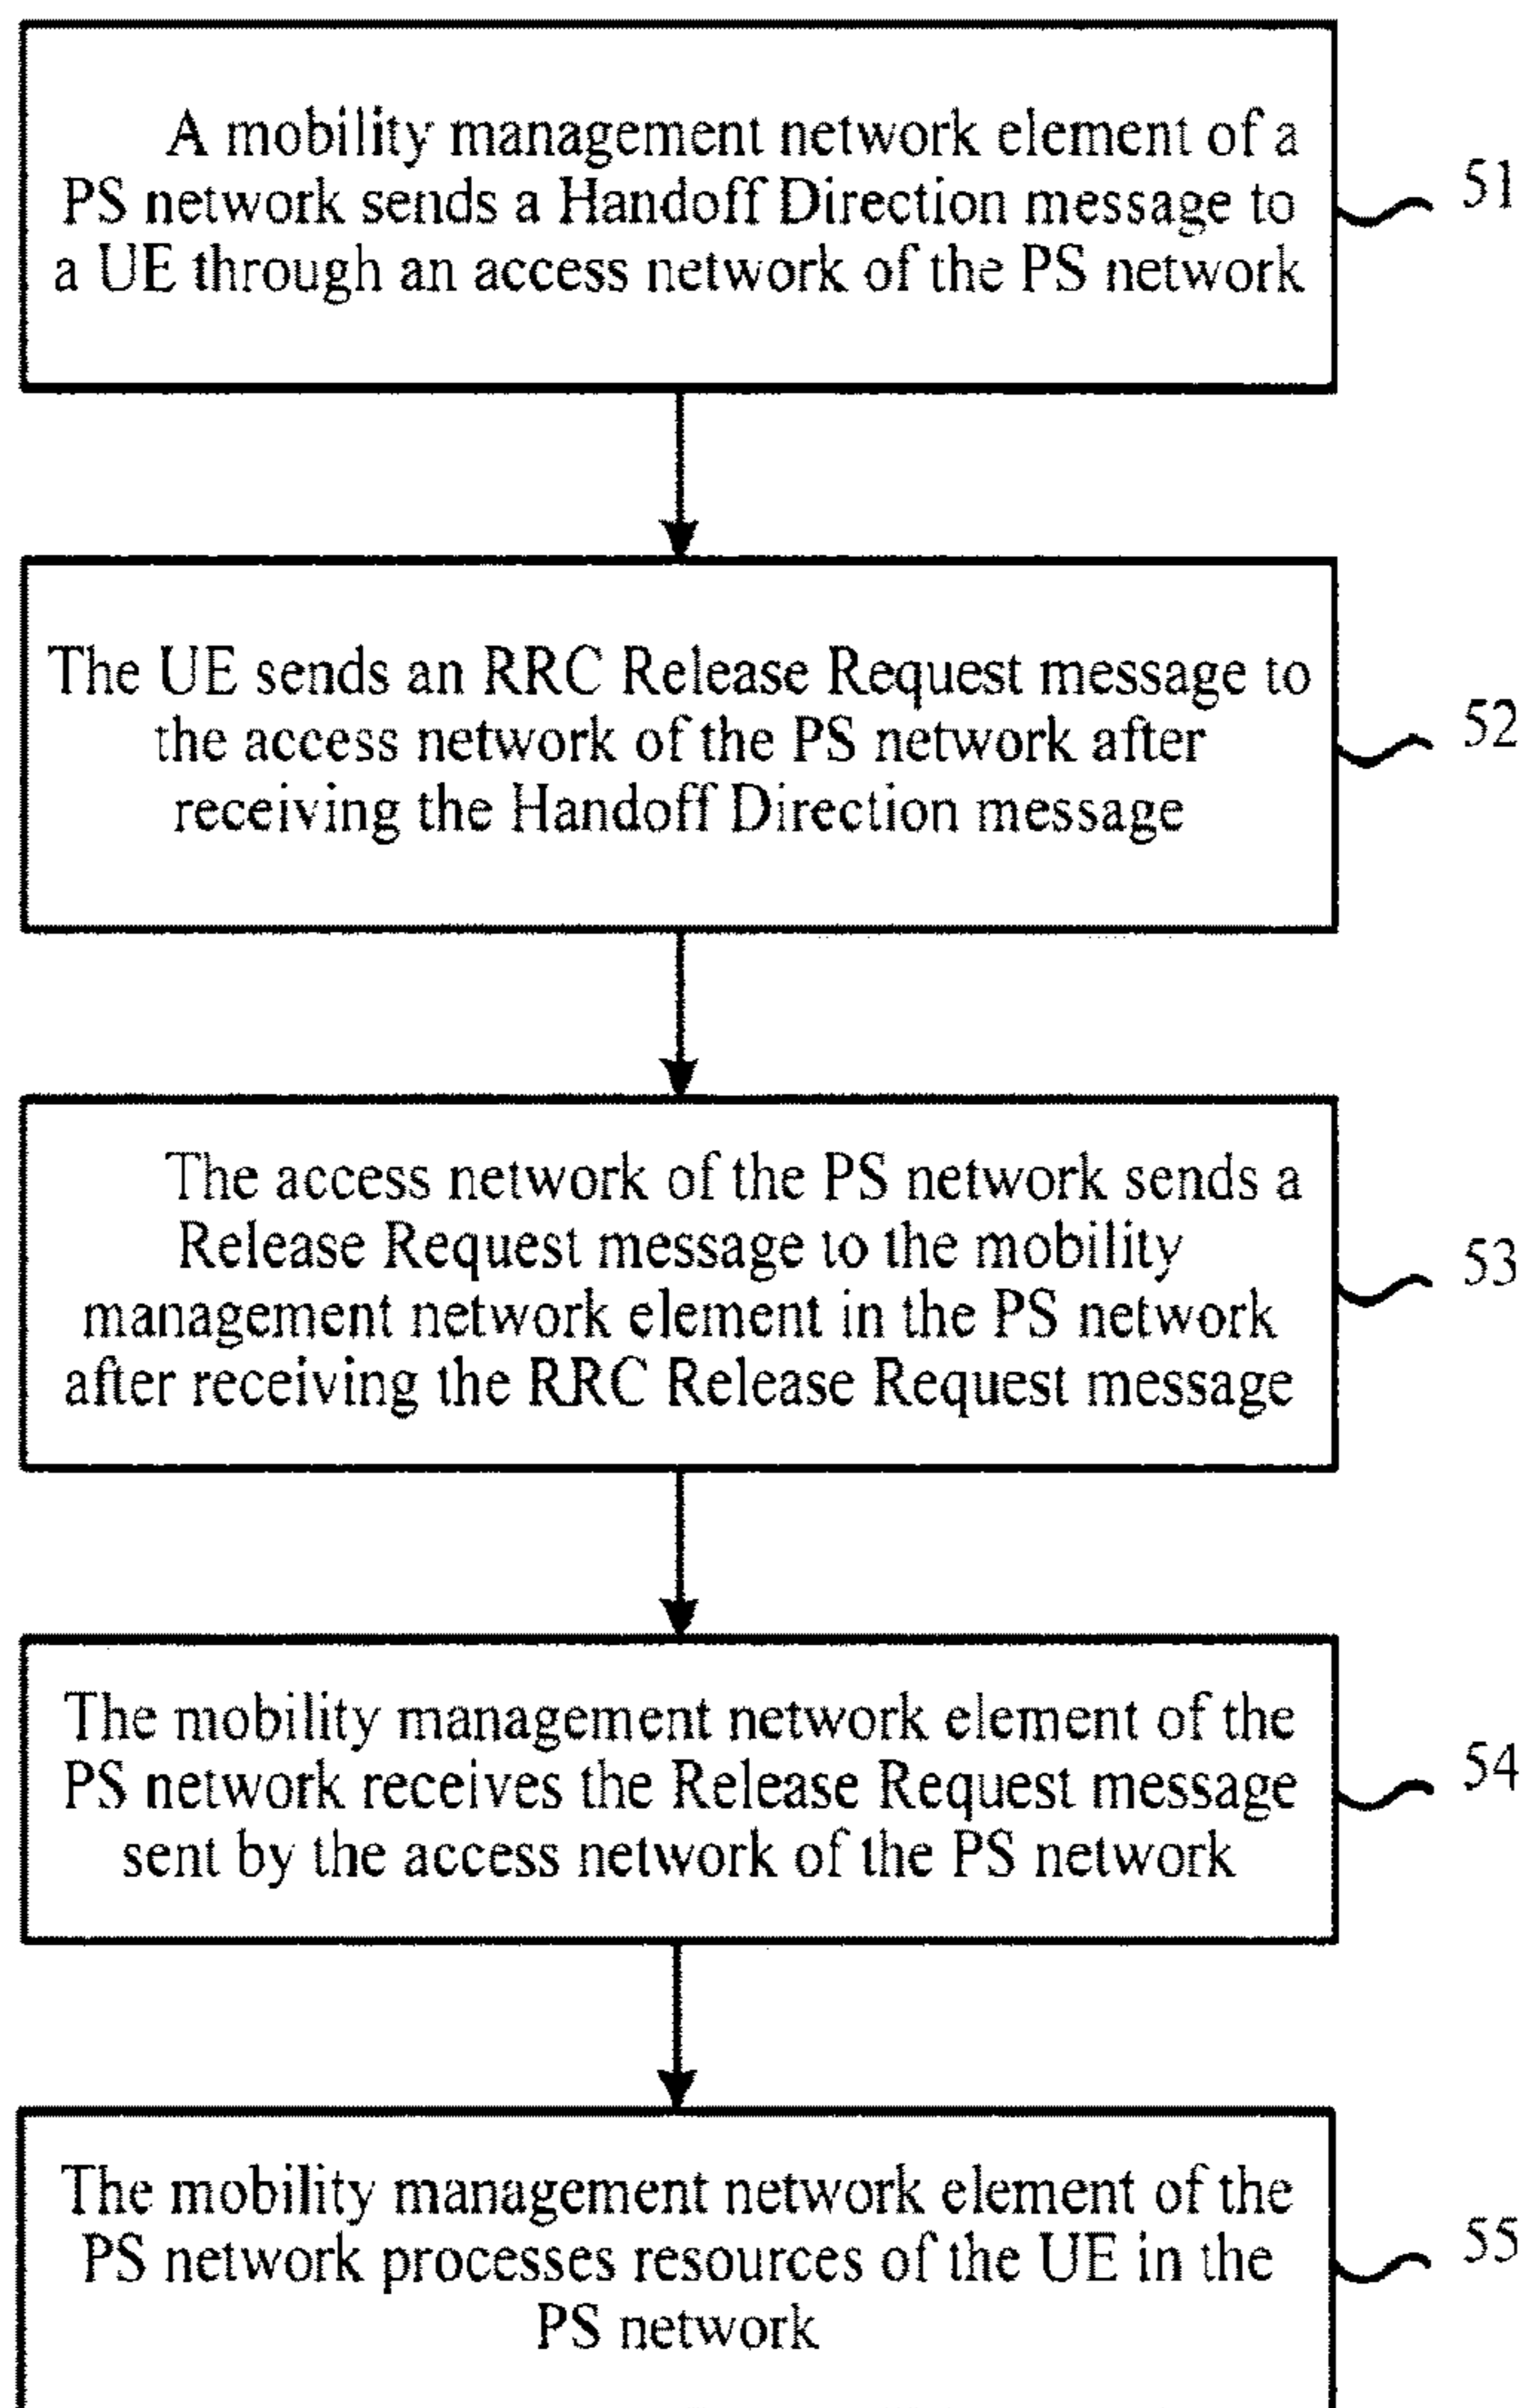 A mobility management network element of a
PS network sends a Handoff Direction message to
a UE through an access network of the PS network
51
The UE sends an RRC Release Request message to
the access network of the PS network after
receiving the Handoff Direction message
52
The access network of the PS network sends a
Release Request message to the mobility
management network element in the PS network
after receiving the RRC Release Request message
53
The mobility management network element of the
PS network receives the Release Request message
sent by the access network of the PS network
54
The mobility management network element of the
PS network processes resources of the UE in the
PS network
55